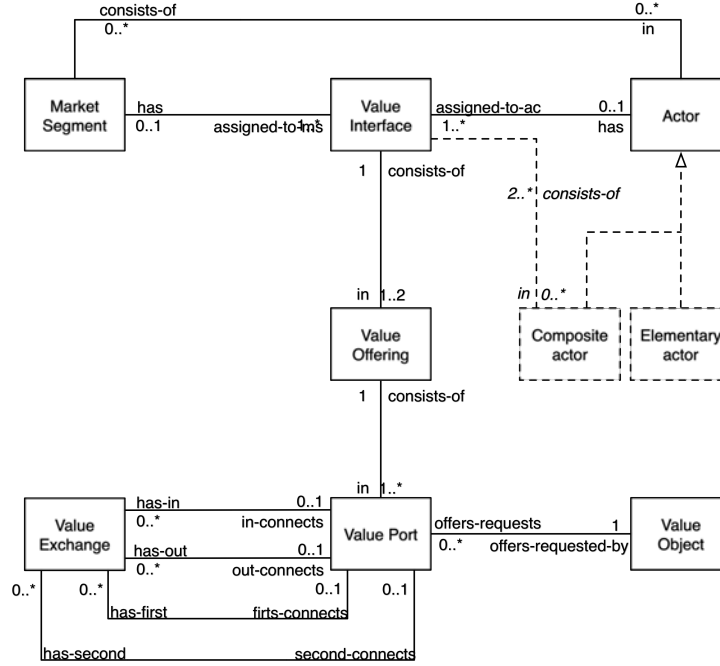 consists-of
0..*
0..*
in
Market
Segment
has
0..1
assigned-to-ms
1..*
Value
Interface
assigned-to-ac
1..*
0..1
has
Actor
1
consists-of
2..*
consists-of
in
1..2
in
0..*
Value
Offering
Composite
actor
Elementary
actor
1
consists-of
in
1..*
Value
Exchange
has-in
0..*
0..1
in-connects
has-out
0..*
0..1
out-connects
Value Port
offers-requests
0..*
1
offers-requested-by
Value
Object
0..*
0..*
0..1
0..1
has-first
firts-connects
has-second
second-connects